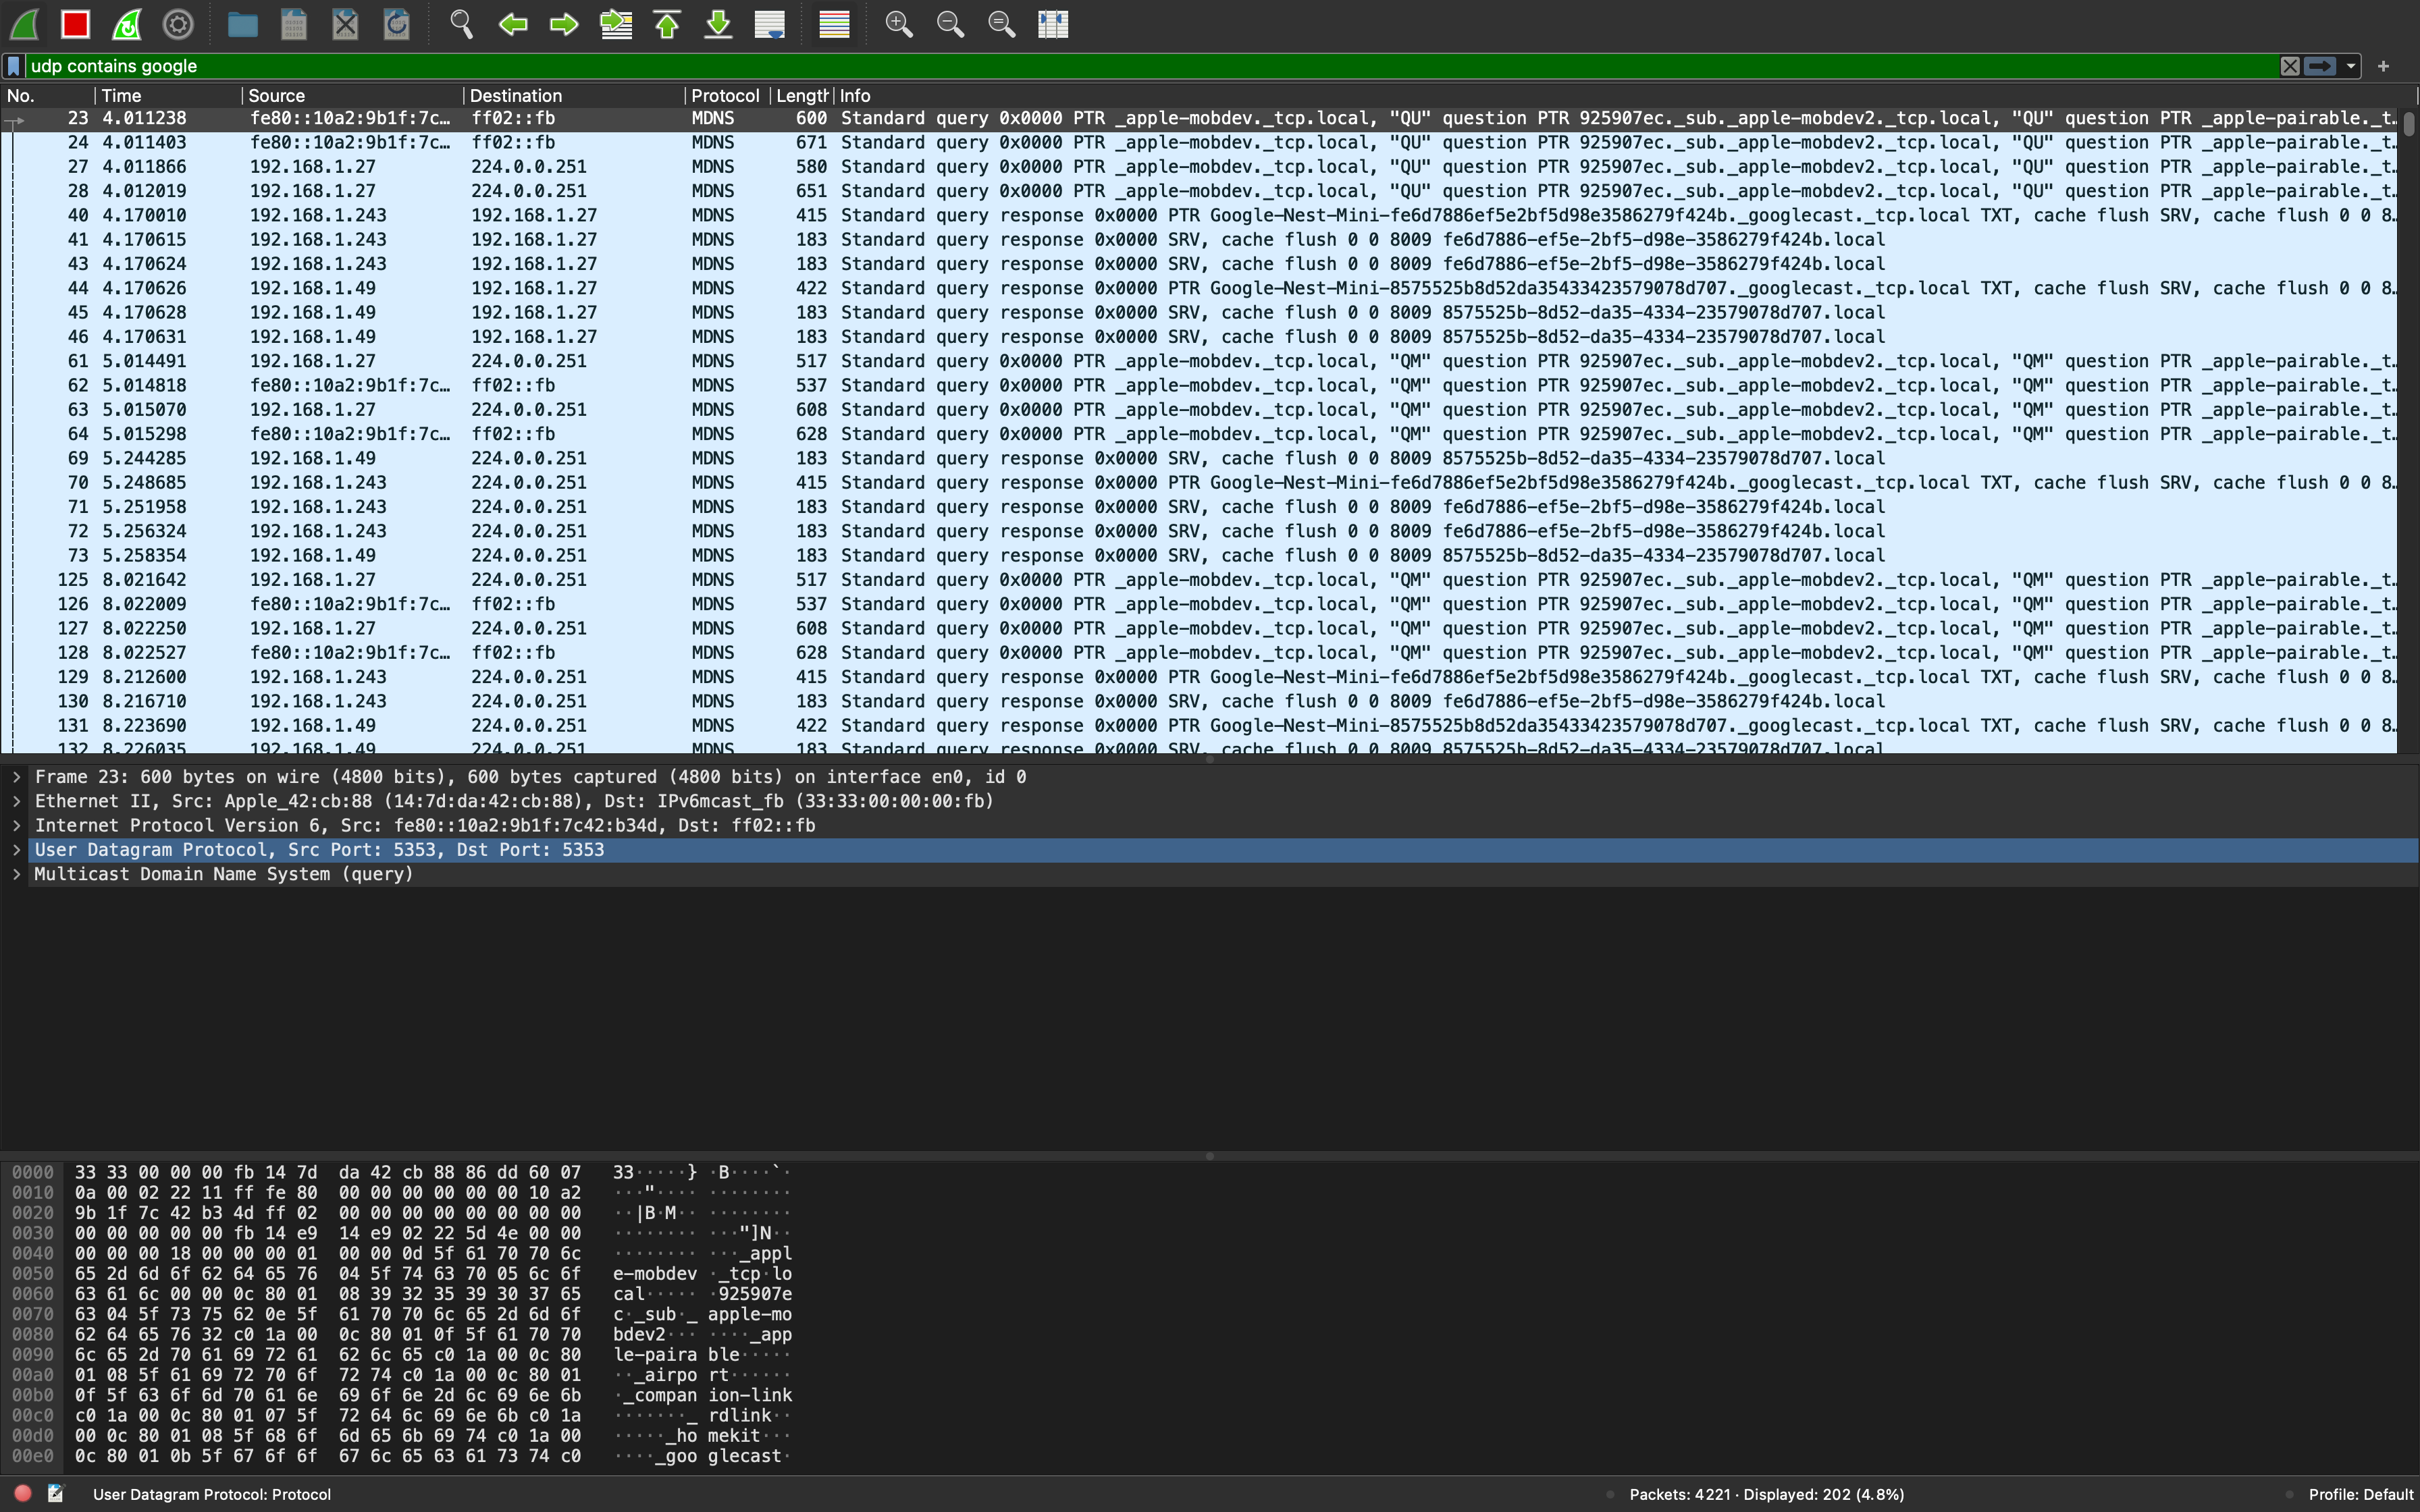 udp contains google
No. Time Source Destination Protocol Length Info
23 4.011238 fe80::10a2:9b1f:7c… ff02::fb MDNS 600 Standard query 0x0000 PTR _apple-mobdev._tcp.local, "QU" question PTR 925907ec._sub._apple-mobdev2._tcp.local, "QU" question PTR _apple-pairable._t…
24 4.011403 fe80::10a2:9b1f:7c… ff02::fb MDNS 671 Standard query 0x0000 PTR _apple-mobdev._tcp.local, "QU" question PTR 925907ec._sub._apple-mobdev2._tcp.local, "QU" question PTR _apple-pairable._t…
27 4.011866 192.168.1.27 224.0.0.251 MDNS 580 Standard query 0x0000 PTR _apple-mobdev._tcp.local, "QU" question PTR 925907ec._sub._apple-mobdev2._tcp.local, "QU" question PTR _apple-pairable._t…
28 4.012019 192.168.1.27 224.0.0.251 MDNS 651 Standard query 0x0000 PTR _apple-mobdev._tcp.local, "QU" question PTR 925907ec._sub._apple-mobdev2._tcp.local, "QU" question PTR _apple-pairable._t…
40 4.170010 192.168.1.243 192.168.1.27 MDNS 415 Standard query response 0x0000 PTR Google-Nest-Mini-fe6d7886ef5e2bf5d98e3586279f424b._googlecast._tcp.local TXT, cache flush SRV, cache flush 0 0 8…
41 4.170615 192.168.1.243 192.168.1.27 MDNS 183 Standard query response 0x0000 SRV, cache flush 0 0 8009 fe6d7886-ef5e-2bf5-d98e-3586279f424b.local
43 4.170624 192.168.1.243 192.168.1.27 MDNS 183 Standard query response 0x0000 SRV, cache flush 0 0 8009 fe6d7886-ef5e-2bf5-d98e-3586279f424b.local
44 4.170626 192.168.1.49 192.168.1.27 MDNS 422 Standard query response 0x0000 PTR Google-Nest-Mini-8575525b8d52da35433423579078d707._googlecast._tcp.local TXT, cache flush SRV, cache flush 0 0 8…
45 4.170628 192.168.1.49 192.168.1.27 MDNS 183 Standard query response 0x0000 SRV, cache flush 0 0 8009 8575525b-8d52-da35-4334-23579078d707.local
46 4.170631 192.168.1.49 192.168.1.27 MDNS 183 Standard query response 0x0000 SRV, cache flush 0 0 8009 8575525b-8d52-da35-4334-23579078d707.local
61 5.014491 192.168.1.27 224.0.0.251 MDNS 517 Standard query 0x0000 PTR _apple-mobdev._tcp.local, "QM" question PTR 925907ec._sub._apple-mobdev2._tcp.local, "QM" question PTR _apple-pairable._t…
62 5.014818 fe80::10a2:9b1f:7c… ff02::fb MDNS 537 Standard query 0x0000 PTR _apple-mobdev._tcp.local, "QM" question PTR 925907ec._sub._apple-mobdev2._tcp.local, "QM" question PTR _apple-pairable._t…
63 5.015070 192.168.1.27 224.0.0.251 MDNS 608 Standard query 0x0000 PTR _apple-mobdev._tcp.local, "QM" question PTR 925907ec._sub._apple-mobdev2._tcp.local, "QM" question PTR _apple-pairable._t…
64 5.015298 fe80::10a2:9b1f:7c… ff02::fb MDNS 628 Standard query 0x0000 PTR _apple-mobdev._tcp.local, "QM" question PTR 925907ec._sub._apple-mobdev2._tcp.local, "QM" question PTR _apple-pairable._t…
69 5.244285 192.168.1.49 224.0.0.251 MDNS 183 Standard query response 0x0000 SRV, cache flush 0 0 8009 8575525b-8d52-da35-4334-23579078d707.local
70 5.248685 192.168.1.243 224.0.0.251 MDNS 415 Standard query response 0x0000 PTR Google-Nest-Mini-fe6d7886ef5e2bf5d98e3586279f424b._googlecast._tcp.local TXT, cache flush SRV, cache flush 0 0 8…
71 5.251958 192.168.1.243 224.0.0.251 MDNS 183 Standard query response 0x0000 SRV, cache flush 0 0 8009 fe6d7886-ef5e-2bf5-d98e-3586279f424b.local
72 5.256324 192.168.1.243 224.0.0.251 MDNS 183 Standard query response 0x0000 SRV, cache flush 0 0 8009 fe6d7886-ef5e-2bf5-d98e-3586279f424b.local
73 5.258354 192.168.1.49 224.0.0.251 MDNS 183 Standard query response 0x0000 SRV, cache flush 0 0 8009 8575525b-8d52-da35-4334-23579078d707.local
125 8.021642 192.168.1.27 224.0.0.251 MDNS 517 Standard query 0x0000 PTR _apple-mobdev._tcp.local, "QM" question PTR 925907ec._sub._apple-mobdev2._tcp.local, "QM" question PTR _apple-pairable._t…
126 8.022009 fe80::10a2:9b1f:7c… ff02::fb MDNS 537 Standard query 0x0000 PTR _apple-mobdev._tcp.local, "QM" question PTR 925907ec._sub._apple-mobdev2._tcp.local, "QM" question PTR _apple-pairable._t…
127 8.022250 192.168.1.27 224.0.0.251 MDNS 608 Standard query 0x0000 PTR _apple-mobdev._tcp.local, "QM" question PTR 925907ec._sub._apple-mobdev2._tcp.local, "QM" question PTR _apple-pairable._t…
128 8.022527 fe80::10a2:9b1f:7c… ff02::fb MDNS 628 Standard query 0x0000 PTR _apple-mobdev._tcp.local, "QM" question PTR 925907ec._sub._apple-mobdev2._tcp.local, "QM" question PTR _apple-pairable._t…
129 8.212600 192.168.1.243 224.0.0.251 MDNS 415 Standard query response 0x0000 PTR Google-Nest-Mini-fe6d7886ef5e2bf5d98e3586279f424b._googlecast._tcp.local TXT, cache flush SRV, cache flush 0 0 8…
130 8.216710 192.168.1.243 224.0.0.251 MDNS 183 Standard query response 0x0000 SRV, cache flush 0 0 8009 fe6d7886-ef5e-2bf5-d98e-3586279f424b.local
131 8.223690 192.168.1.49 224.0.0.251 MDNS 422 Standard query response 0x0000 PTR Google-Nest-Mini-8575525b8d52da35433423579078d707._googlecast._tcp.local TXT, cache flush SRV, cache flush 0 0 8…
132 8.226035 192.168.1.49 224.0.0.251 MDNS 183 Standard query response 0x0000 SRV, cache flush 0 0 8009 8575525b-8d52-da35-4334-23579078d707.local
Frame 23: 600 bytes on wire (4800 bits), 600 bytes captured (4800 bits) on interface en0, id 0
Ethernet II, Src: Apple_42:cb:88 (14:7d:da:42:cb:88), Dst: IPv6mcast_fb (33:33:00:00:00:fb)
Internet Protocol Version 6, Src: fe80::10a2:9b1f:7c42:b34d, Dst: ff02::fb
User Datagram Protocol, Src Port: 5353, Dst Port: 5353
Multicast Domain Name System (query)
0000 33 33 00 00 00 fb 14 7d da 42 cb 88 86 dd 60 07 33·····} ·B····`·
0010 0a 00 02 22 11 ff fe 80 00 00 00 00 00 00 10 a2 ···"···· ········
0020 9b 1f 7c 42 b3 4d ff 02 00 00 00 00 00 00 00 00 ··|B·M·· ········
0030 00 00 00 00 00 fb 14 e9 14 e9 02 22 5d 4e 00 00 ········ ···"]N··
0040 00 00 00 18 00 00 00 01 00 00 0d 5f 61 70 70 6c ········ ···_appl
0050 65 2d 6d 6f 62 64 65 76 04 5f 74 63 70 05 6c 6f e-mobdev ·_tcp·lo
0060 63 61 6c 00 00 0c 80 01 08 39 32 35 39 30 37 65 cal····· ·925907e
0070 63 04 5f 73 75 62 0e 5f 61 70 70 6c 65 2d 6d 6f c·_sub·_ apple-mo
0080 62 64 65 76 32 c0 1a 00 0c 80 01 0f 5f 61 70 70 bdev2··· ····_app
0090 6c 65 2d 70 61 69 72 61 62 6c 65 c0 1a 00 0c 80 le-paira ble·····
00a0 01 08 5f 61 69 72 70 6f 72 74 c0 1a 00 0c 80 01 ··_airpo rt······
00b0 0f 5f 63 6f 6d 70 61 6e 69 6f 6e 2d 6c 69 6e 6b ·_compan ion-link
00c0 c0 1a 00 0c 80 01 07 5f 72 64 6c 69 6e 6b c0 1a ·······_ rdlink··
00d0 00 0c 80 01 08 5f 68 6f 6d 65 6b 69 74 c0 1a 00 ·····_ho mekit···
00e0 0c 80 01 0b 5f 67 6f 6f 67 6c 65 63 61 73 74 c0 ····_goo glecast·
User Datagram Protocol: Protocol
Packets: 4221 · Displayed: 202 (4.8%)
Profile: Default